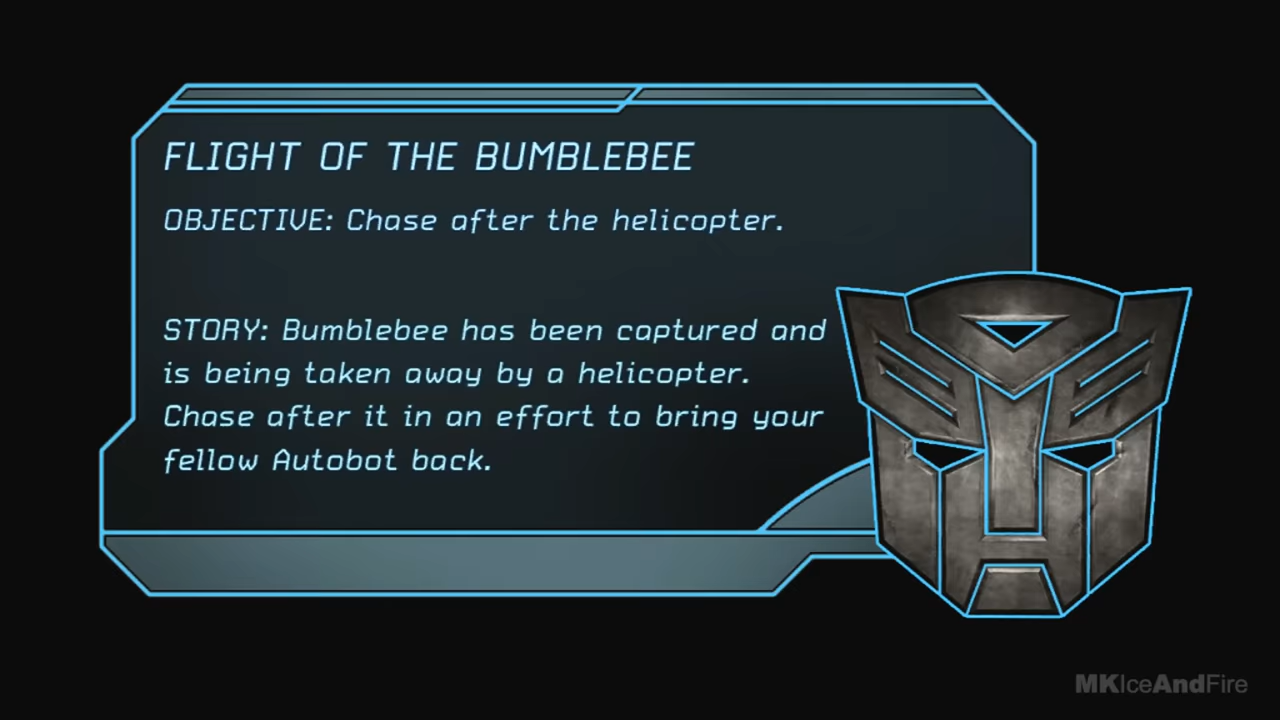 FLIGHT OF THE BUMBLEBEE
OBJECTIVE: Chase after the helicopter.
STORY: Bumblebee has been captured and
is being taken away by a helicopter.
Chase after it in an effort to bring your
fellow Autobot back.
MKIceAndFire